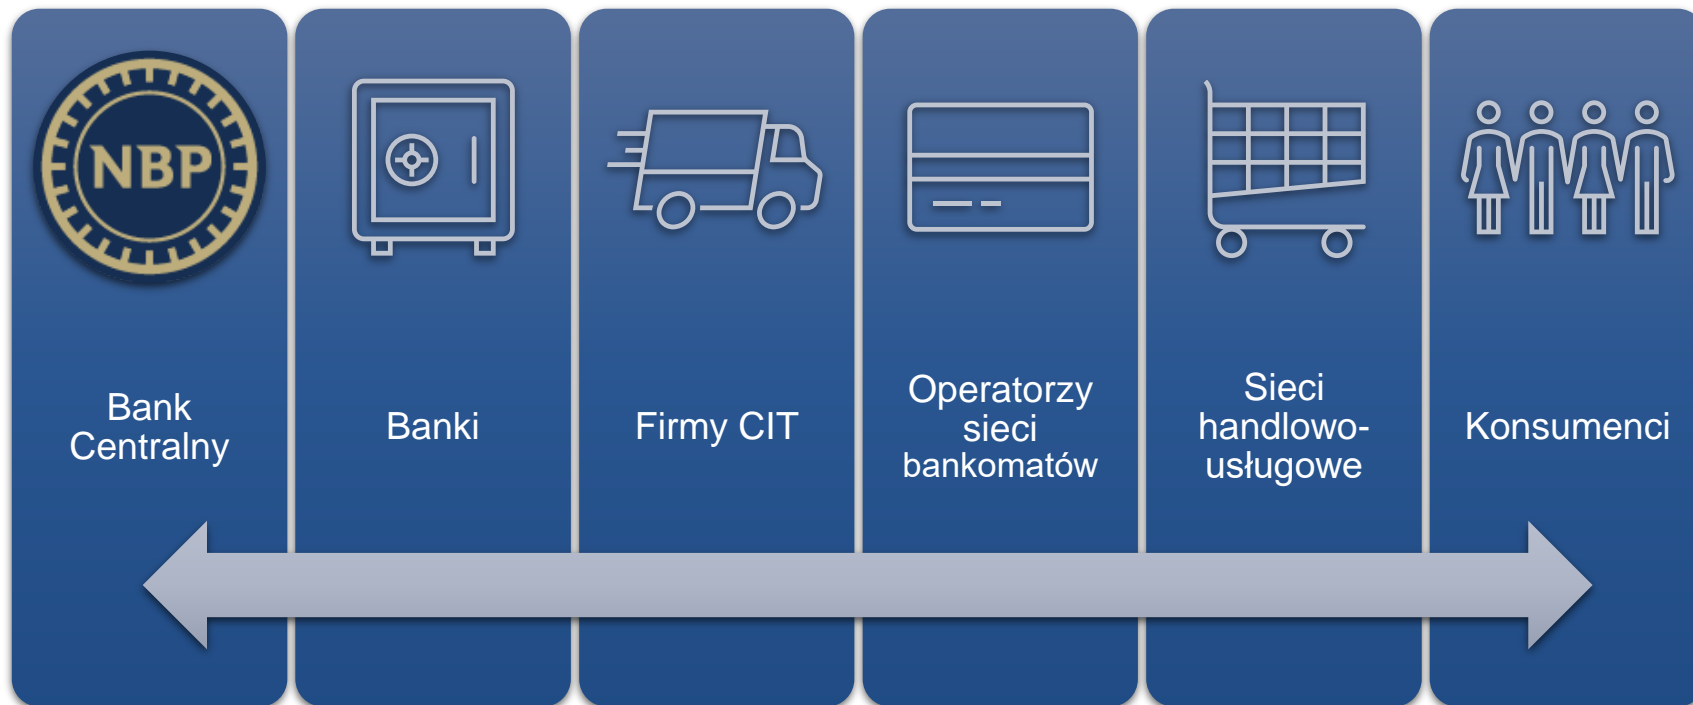 NBP
Bank
Centralny
Banki
Firmy CIT
Operatorzy
sieci
bankomatów
Sieci
handlowo-
usługowe
Konsumenci